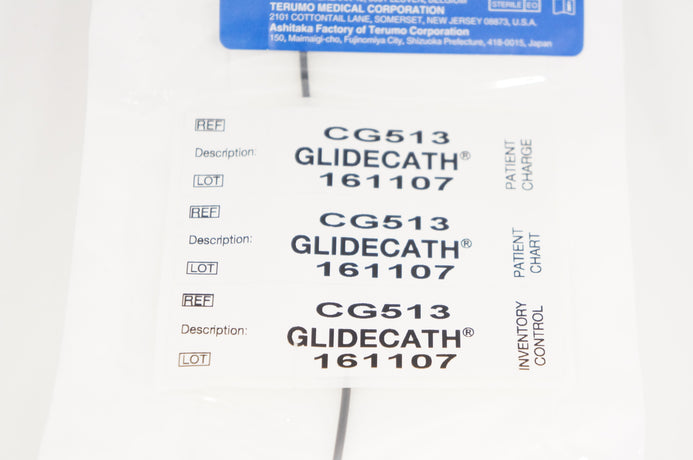 TERUMO MEDICAL CORPORATION
2101 COTTONTAIL LANE, SOMERSET, NEW JERSEY 08873, U.S.A.
Ashitaka Factory of Terumo Corporation
150, Maimaigi-cho, Fujinomiya City, Shizuoka Prefecture, 418-0015, Japan
STERILE EO
REF CG513
Description: GLIDECATH®
LOT 161107
PATIENT
CHARGE
REF CG513
Description: GLIDECATH®
LOT 161107
PATIENT
CHART
REF CG513
Description: GLIDECATH®
LOT 161107
INVENTORY
CONTROL